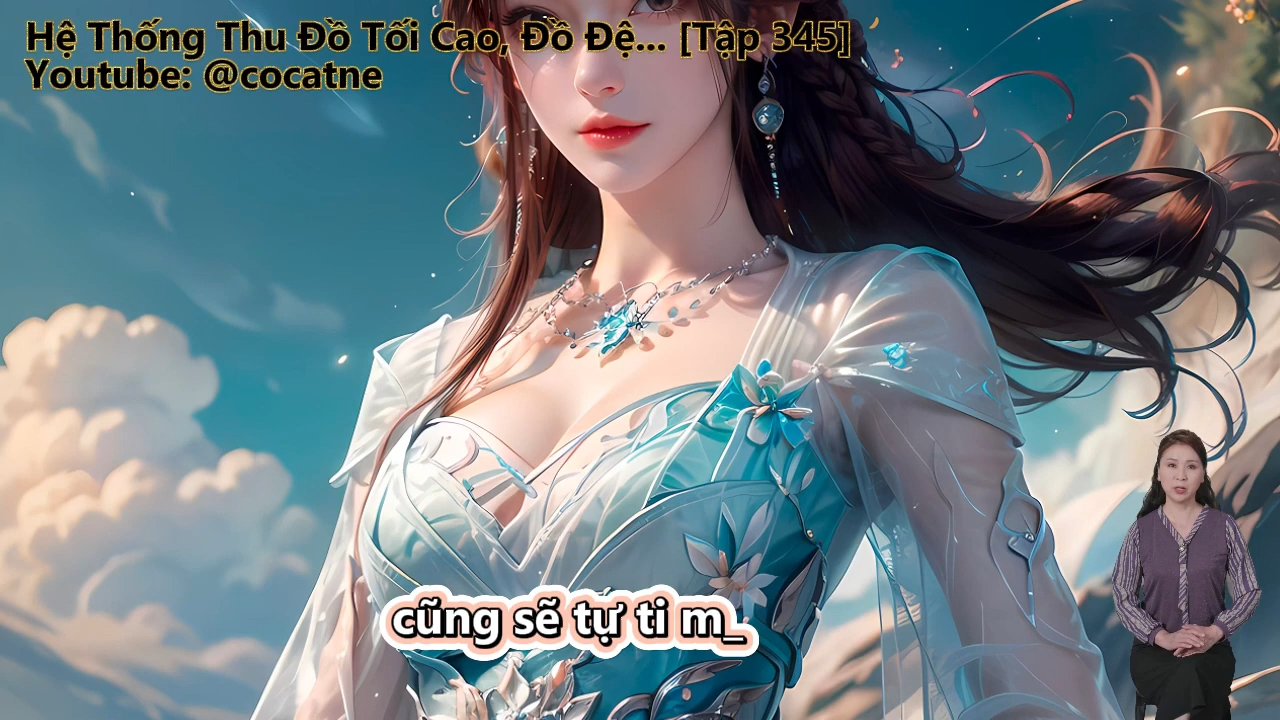 Hệ Thống Thu Đồ Tối Cao, Đồ Đệ... [Tập 345]
Youtube: @cocatne
cũng sẽ tự ti m_